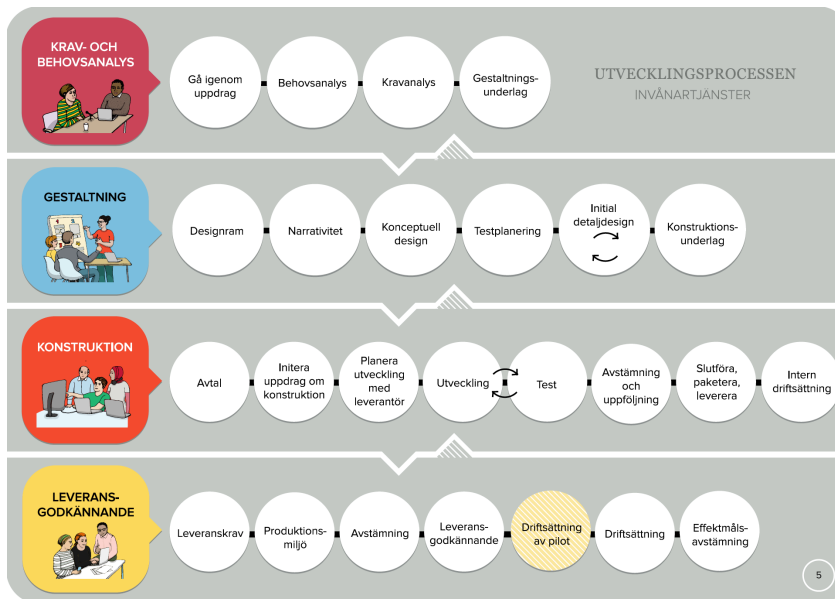 KRAV- OCH
BEHOVSANALYS
Gå igenom
uppdrag
Behovsanalys
Kravanalys
Gestaltnings-
underlag
UTVECKLINGSPROCESSEN
INVÅNARTJÄNSTER
GESTALTNING
Designram
Narrativitet
Konceptuell
design
Testplanering
Initial
detaljdesign
Konstruktions-
underlag
KONSTRUKTION
Avtal
Initera
uppdrag om
konstruktion
Planera
utveckling
med
leverantör
Utveckling
Test
Avstämning
och
uppföljning
Slutföra,
paketera,
leverera
Intern
driftsättning
LEVERANS-
GODKÄNNANDE
Leveranskrav
Produktions-
miljö
Avstämning
Leverans-
godkännande
Driftsättning
av pilot
Driftsättning
Effektmåls-
avstämning
5